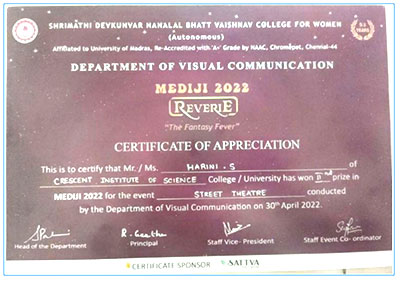 SHRIMATHI DEVKUNVAR NANALAL BHATT VAISHNAV COLLEGE FOR WOMEN
(Autonomous)
Affiliated to University of Madras, Re-Accredited with 'A+' Grade by NAAC, Chromepet, Chennai-44
DEPARTMENT OF VISUAL COMMUNICATION
MEDIJI 2022
REVERIE
"The Fantasy Fever"
CERTIFICATE OF APPRECIATION
This is to certify that Mr / Ms. HARINI . S of
CRESCENT INSTITUTE OF SCIENCE College / University has won II nd prize in
MEDIJI 2022 for the event STREET THEATRE conducted
by the Department of Visual Communication on 30th April 2022.
R. Geetha
Head of the Department Principal Staff Vice- President Staff Event Co- ordinator
CERTIFICATE SPONSOR SATTVA